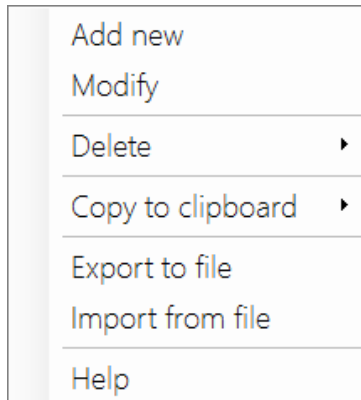 Add new
Modify
Delete
Copy to clipboard
Export to file
Import from file
Help